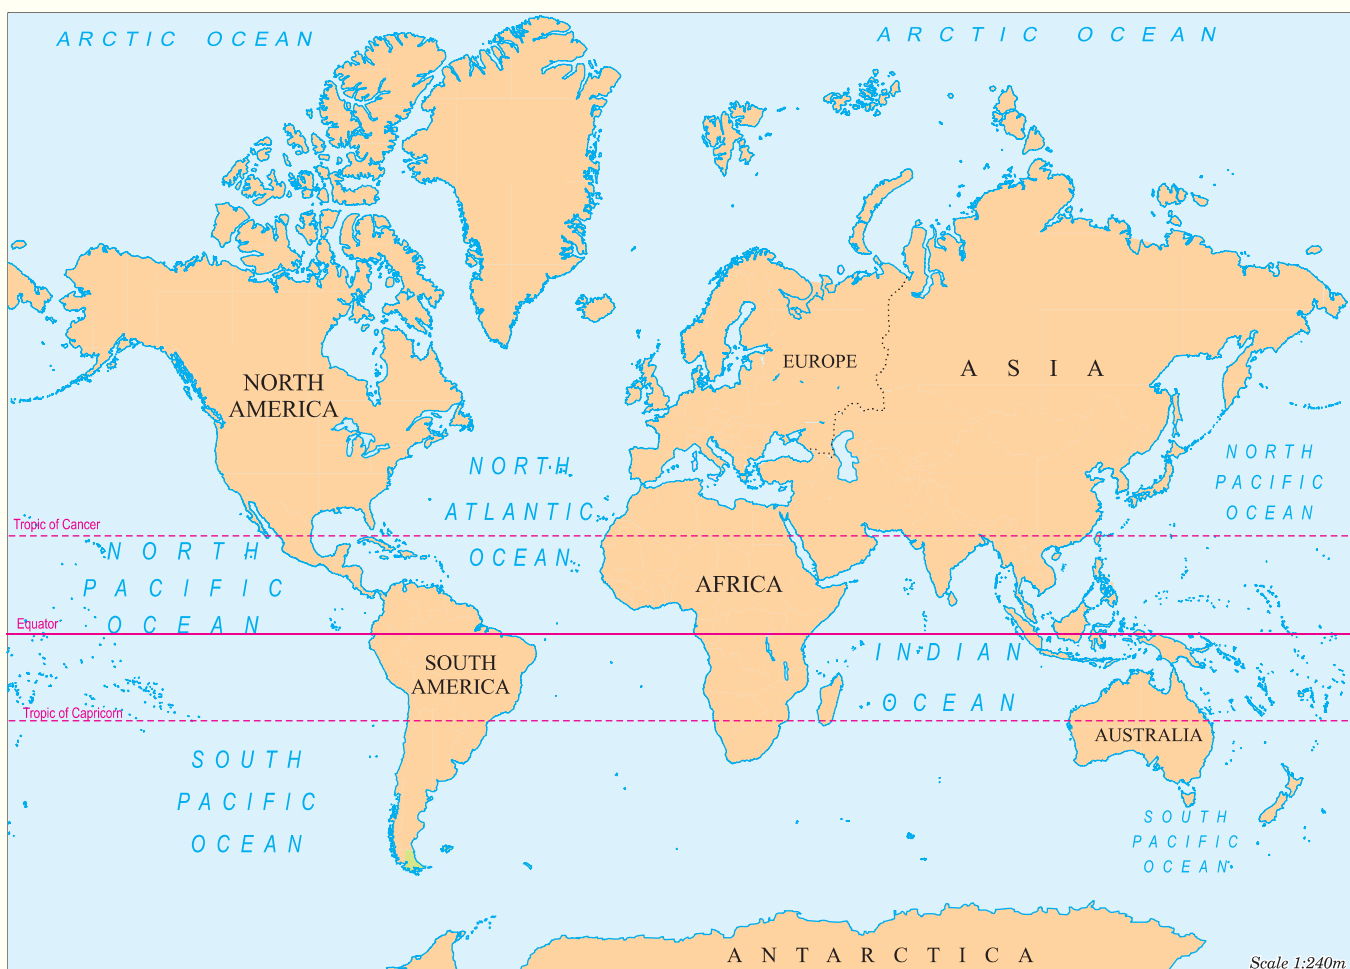 ARCTIC OCEAN
ARCTIC OCEAN
NORTH
AMERICA
EUROPE
ASIA
NORTH
PACIFIC
OCEAN
NORTH
ATLANTIC
OCEAN
Tropic of Cancer
NORTH
PACIFIC
OCEAN
AFRICA
Equator
SOUTH
AMERICA
INDIAN
OCEAN
Tropic of Capricorn
AUSTRALIA
SOUTH
PACIFIC
OCEAN
SOUTH
PACIFIC
OCEAN
ANTARCTICA
Scale 1:240m